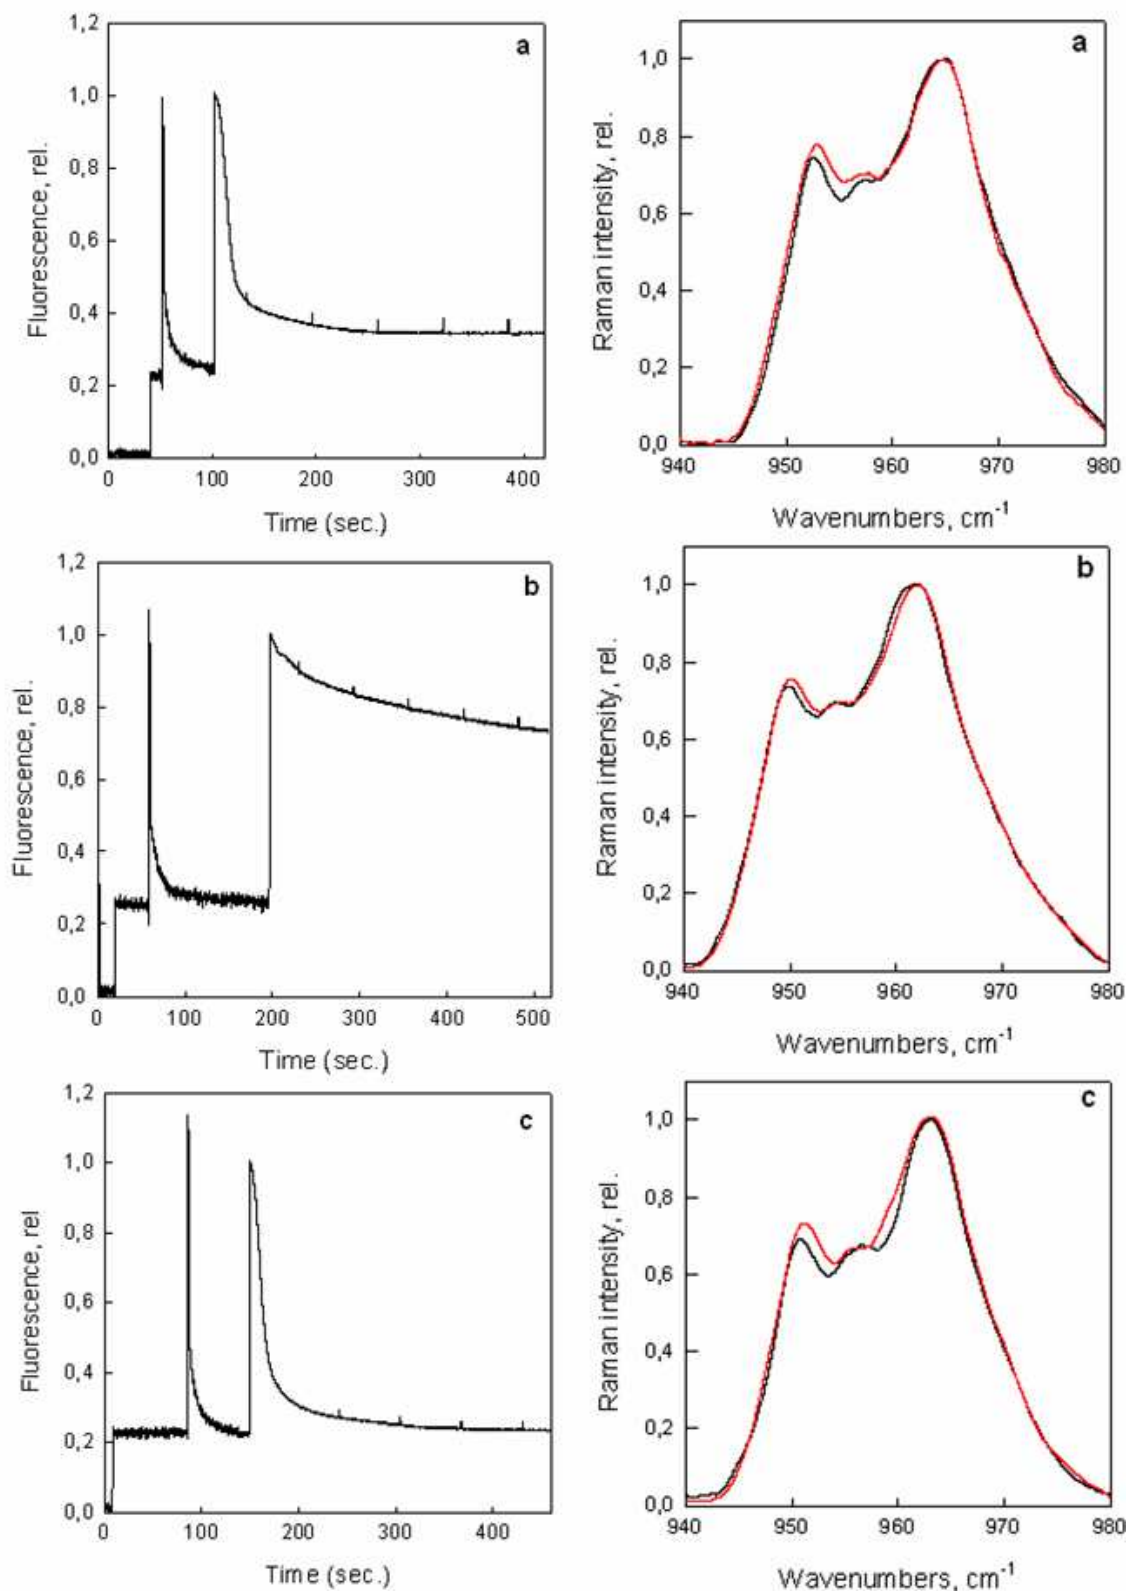 a
1,2
1,0
0,8
0,6
0,4
0,2
0,0
Fluorescence, rel.
0 100 200 300 400
Time (sec.)
a
1,0
0,8
0,6
0,4
0,2
0,0
Raman intensity, rel.
940 950 960 970 980
Wavenumbers, cm-1
b
1,2
1,0
0,8
0,6
0,4
0,2
0,0
Fluorescence, rel.
0 100 200 300 400 500
Time (sec.)
b
1,0
0,8
0,6
0,4
0,2
0,0
Raman intensity, rel.
940 950 960 970 980
Wavenumbers, cm-1
c
1,2
1,0
0,8
0,6
0,4
0,2
0,0
Fluorescence, rel
0 100 200 300 400
Time (sec.)
c
1,0
0,8
0,6
0,4
0,2
0,0
Raman intensity, rel.
940 950 960 970 980
Wavenumbers, cm-1